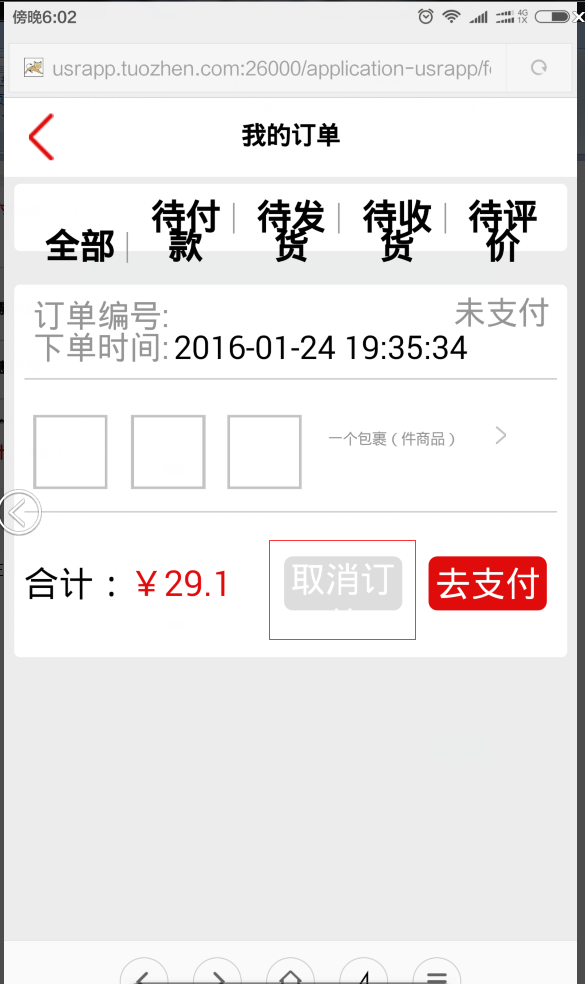 傍晚6:02
4G
1X
usrapp.tuozhen.com:26000/application-usrapp/f
我的订单
全部
待付款
待发货
待收货
待评价
订单编号:
未支付
下单时间: 2016-01-24 19:35:34
一个包裹（件商品）
合计：￥29.1
取消订
去支付
4